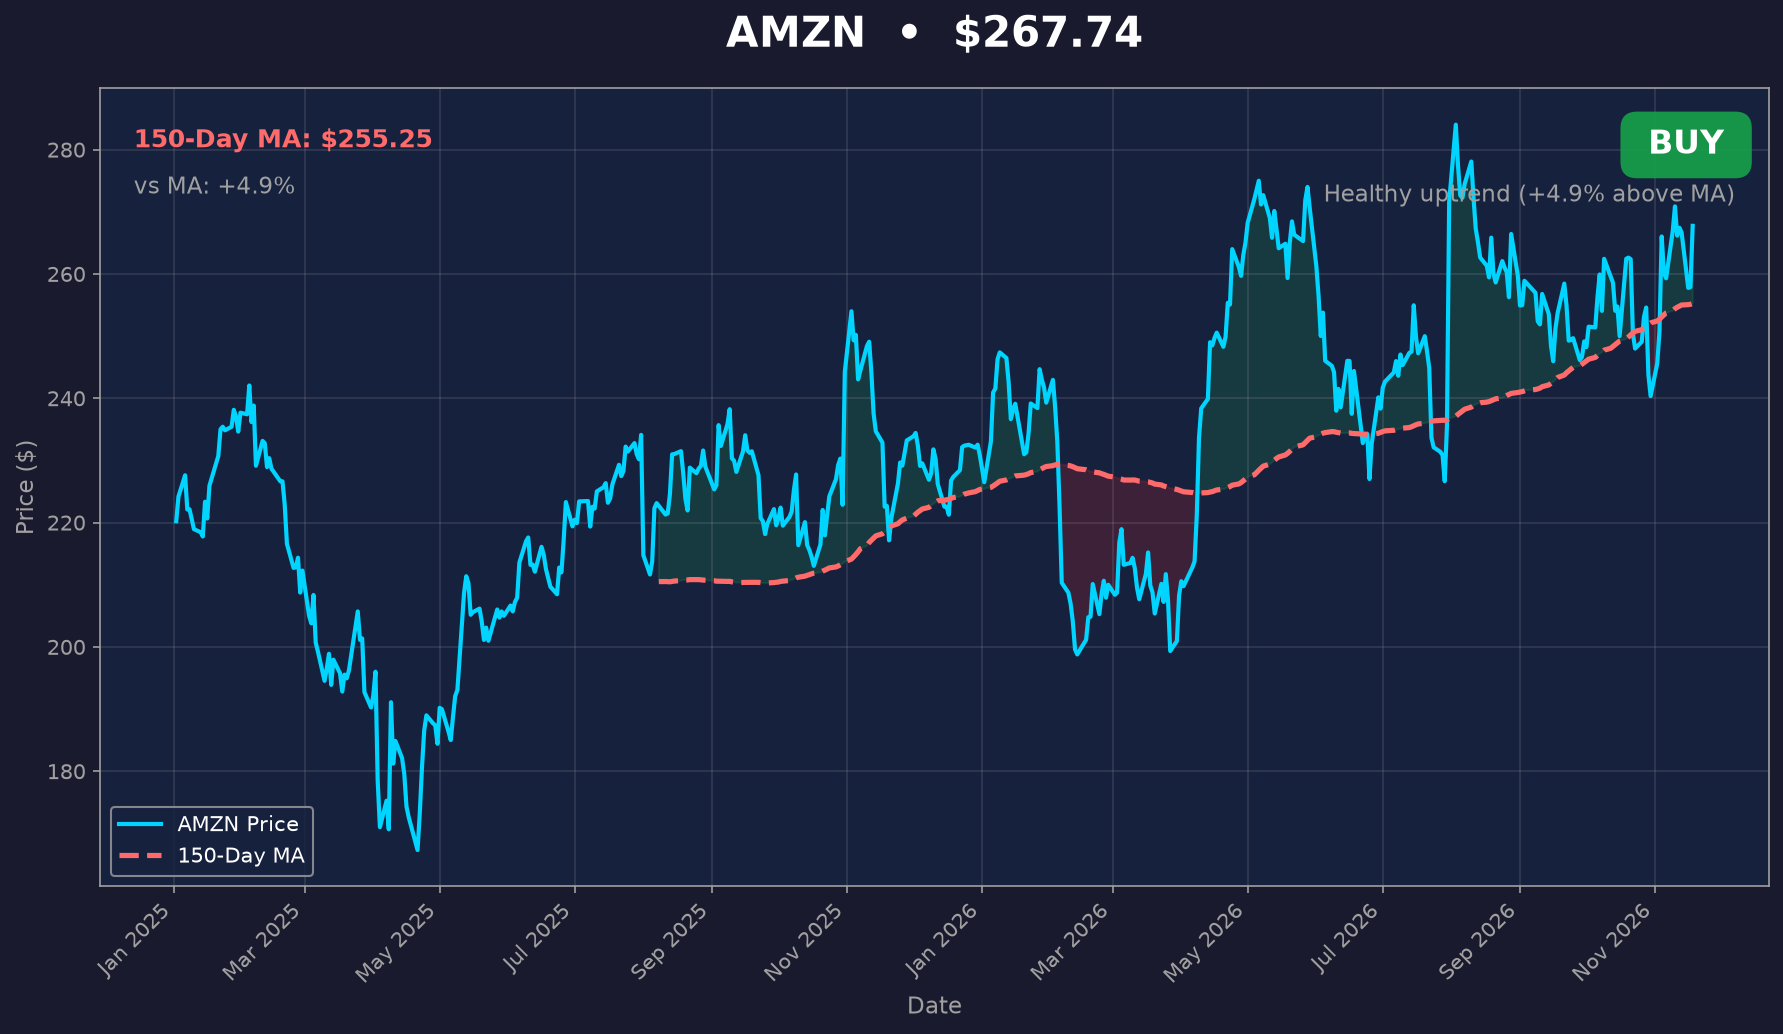 AMZN • $267.74
150-Day MA: $255.25
vs MA: +4.9%
BUY
Healthy uptrend (+4.9% above MA)
Price ($)
280
260
240
220
200
180
AMZN Price
150-Day MA
Jan 2025
Mar 2025
May 2025
Jul 2025
Sep 2025
Nov 2025
Jan 2026
Mar 2026
May 2026
Jul 2026
Sep 2026
Nov 2026
Date